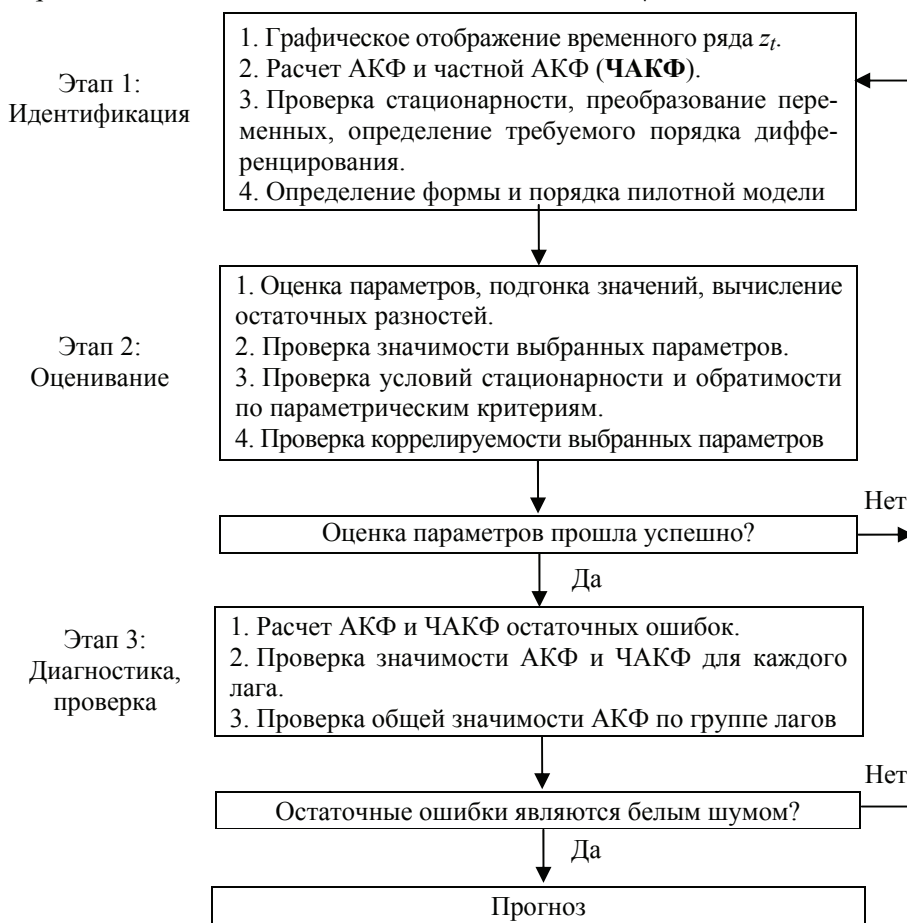 Этап 1:
Идентификация
1. Графическое отображение временного ряда zt.
2. Расчет АКФ и частной АКФ (ЧАКФ).
3. Проверка стационарности, преобразование пере-
менных, определение требуемого порядка диффе-
ренцирования.
4. Определение формы и порядка пилотной модели
Этап 2:
Оценивание
1. Оценка параметров, подгонка значений, вычисление
остаточных разностей.
2. Проверка значимости выбранных параметров.
3. Проверка условий стационарности и обратимости
по параметрическим критериям.
4. Проверка коррелируемости выбранных параметров
Нет
Оценка параметров прошла успешно?
Да
Этап 3:
Диагностика,
проверка
1. Расчет АКФ и ЧАКФ остаточных ошибок.
2. Проверка значимости АКФ и ЧАКФ для каждого
лага.
3. Проверка общей значимости АКФ по группе лагов
Нет
Остаточные ошибки являются белым шумом?
Да
Прогноз